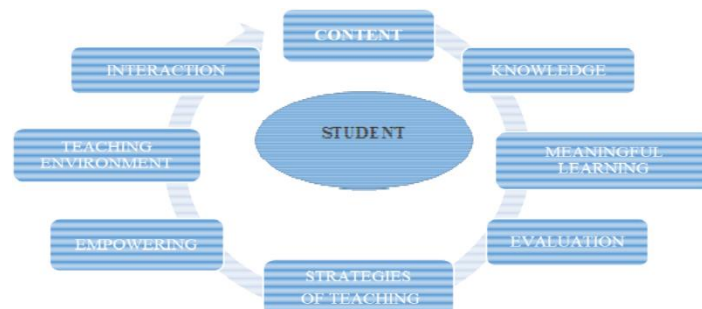 CONTENT
INTERACTION
KNOWLEDGE
STUDENT
TEACHING
ENVIRONMENT
MEANINGFUL
LEARNING
EMPOWERING
EVALUATION
STRATEGIES
OF TEACHING